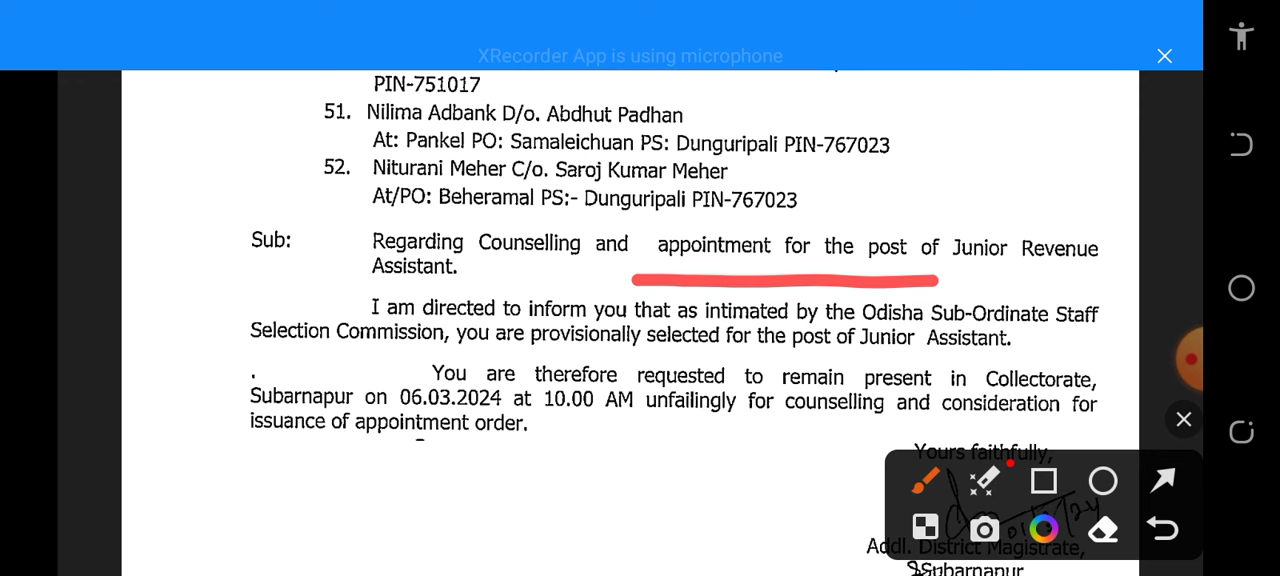 XRecorder App is using microphone
PIN-751017
51. Nilima Adbank D/o. Abdhut Padhan
At: Pankel PO: Samaleichuan PS: Dunguripali PIN-767023
52. Niturani Meher C/o. Saroj Kumar Meher
At/PO: Beheramal PS:- Dunguripali PIN-767023
Sub: Regarding Counselling and appointment for the post of Junior Revenue
Assistant.
I am directed to inform you that as intimated by the Odisha Sub-Ordinate Staff
Selection Commission, you are provisionally selected for the post of Junior Assistant.
. You are therefore requested to remain present in Collectorate,
Subarnapur on 06.03.2024 at 10.00 AM unfailingly for counselling and consideration for
issuance of appointment order.
Yours faithfully,
Addl. District Magistrate,
Subarnapur